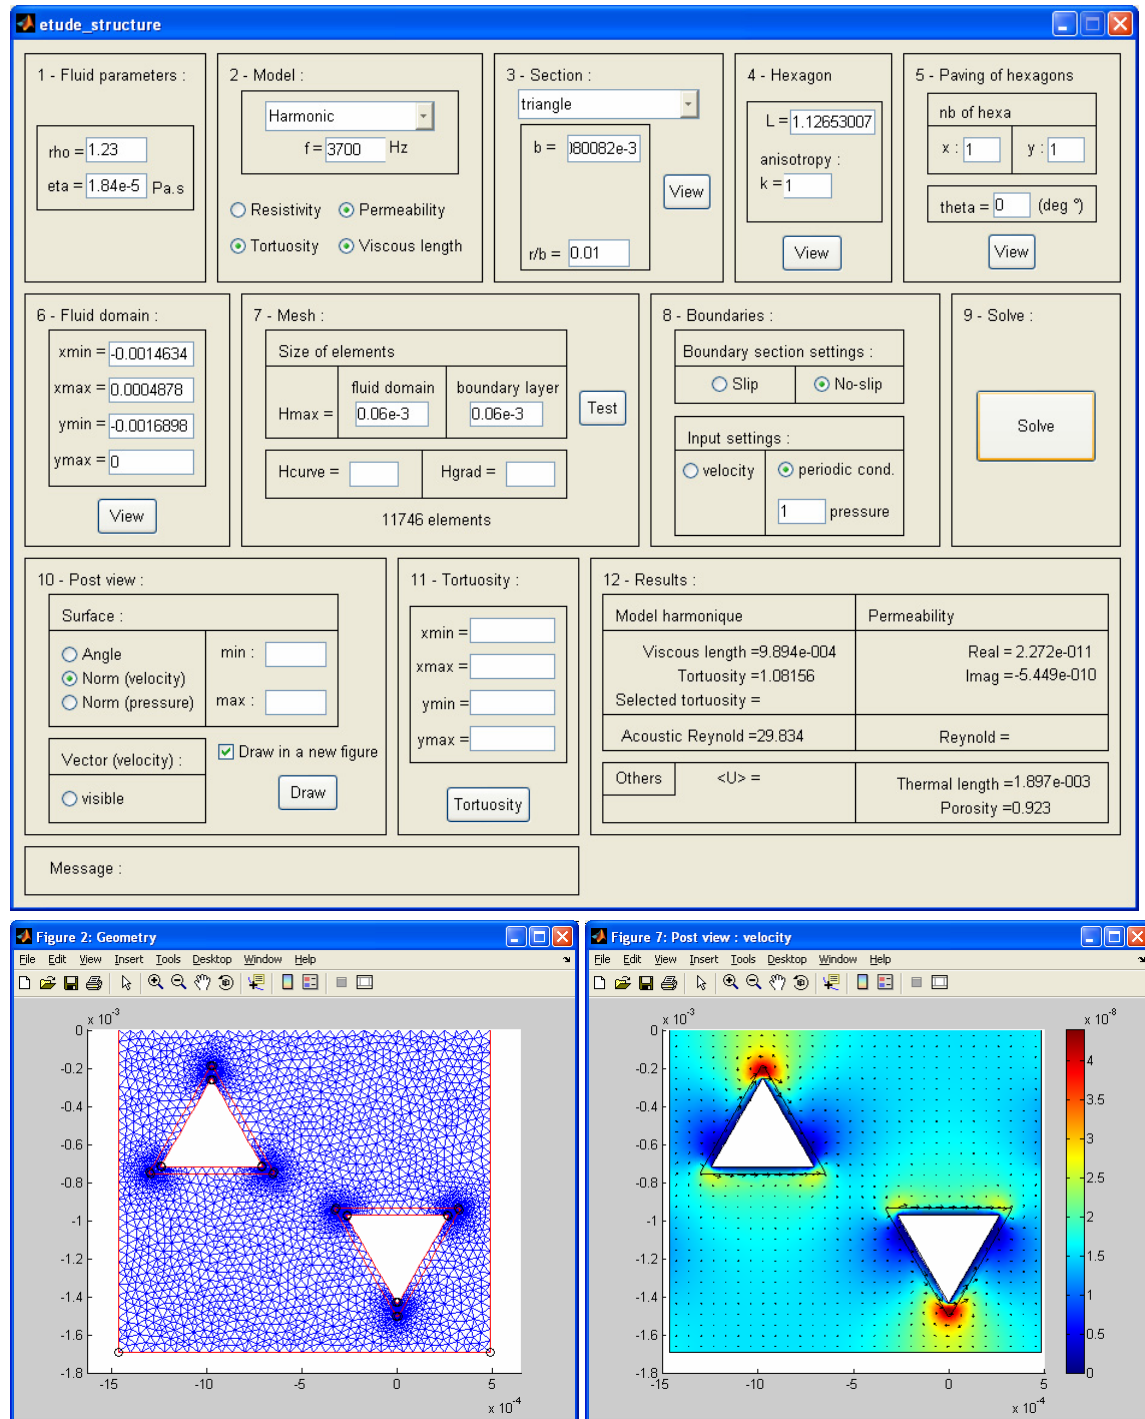 etude_structure
1 - Fluid parameters :
rho = 1.23
eta = 1.84e-5 Pa.s
2 - Model :
Harmonic
f = 3700 Hz
Resistivity Permeability
Tortuosity Viscous length
3 - Section :
triangle
b = )80082e-3
r/b = 0.01
View
4 - Hexagon
L = 1.12653007
anisotropy :
k = 1
View
5 - Paving of hexagons
nb of hexa
x : 1 y : 1
theta = 0 (deg °)
View
6 - Fluid domain :
xmin = -0.0014634
xmax = 0.0004878
ymin = -0.0016898
ymax = 0
View
7 - Mesh :
Size of elements
fluid domain boundary layer
Hmax = 0.06e-3 0.06e-3
Hcurve = Hgrad =
11746 elements
Test
8 - Boundaries :
Boundary section settings :
Slip No-slip
Input settings :
velocity periodic cond.
1 pressure
9 - Solve :
Solve
10 - Post view :
Surface :
Angle
Norm (velocity)
Norm (pressure)
min :
max :
Vector (velocity) :
visible
Draw in a new figure
Draw
11 - Tortuosity :
xmin =
xmax =
ymin =
ymax =
Tortuosity
12 - Results :
Model harmonique Permeability
Viscous length =9.894e-004 Real = 2.272e-011
Tortuosity =1.08156 Imag =-5.449e-010
Selected tortuosity =
Acoustic Reynold =29.834 Reynold =
Others <U> = Thermal length =1.897e-003
Porosity =0.923
Message :
Figure 2: Geometry
File Edit View Insert Tools Desktop Window Help
x 10⁻³
0
-0.2
-0.4
-0.6
-0.8
-1
-1.2
-1.4
-1.6
-1.8
-15 -10 -5 0 5
x 10⁻⁴
Figure 7: Post view : velocity
File Edit View Insert Tools Desktop Window Help
x 10⁻³
0
-0.2
-0.4
-0.6
-0.8
-1
-1.2
-1.4
-1.6
-1.8
-15 -10 -5 0 5
x 10⁻⁴
x 10⁻⁸
4
3.5
3
2.5
2
1.5
1
0.5
0